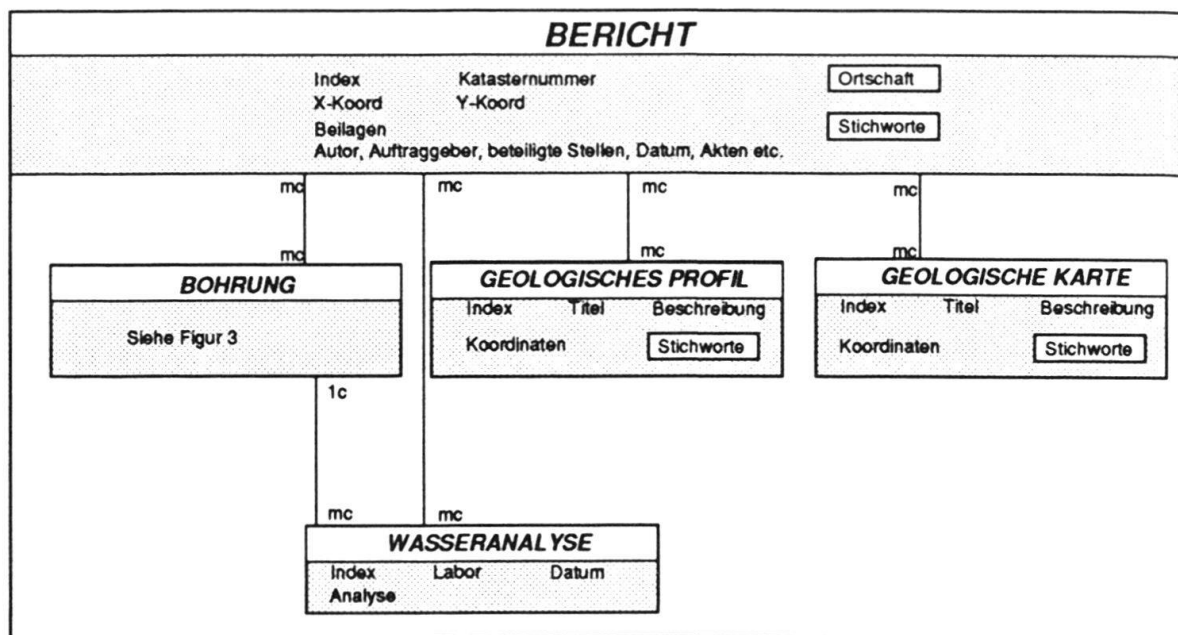 BERICHT
Index Katasternummer Ortschaft
X-Koord Y-Koord
Beilagen Stichworte
Autor, Auftraggeber, beteiligte Stellen, Datum, Akten etc.
mc mc mc mc
mc mc mc
BOHRUNG
Siehe Figur 3
GEOLOGISCHES PROFIL
Index Titel Beschreibung
Koordinaten Stichworte
GEOLOGISCHE KARTE
Index Titel Beschreibung
Koordinaten Stichworte
1c
mc mc
WASSERANALYSE
Index Labor Datum
Analyse